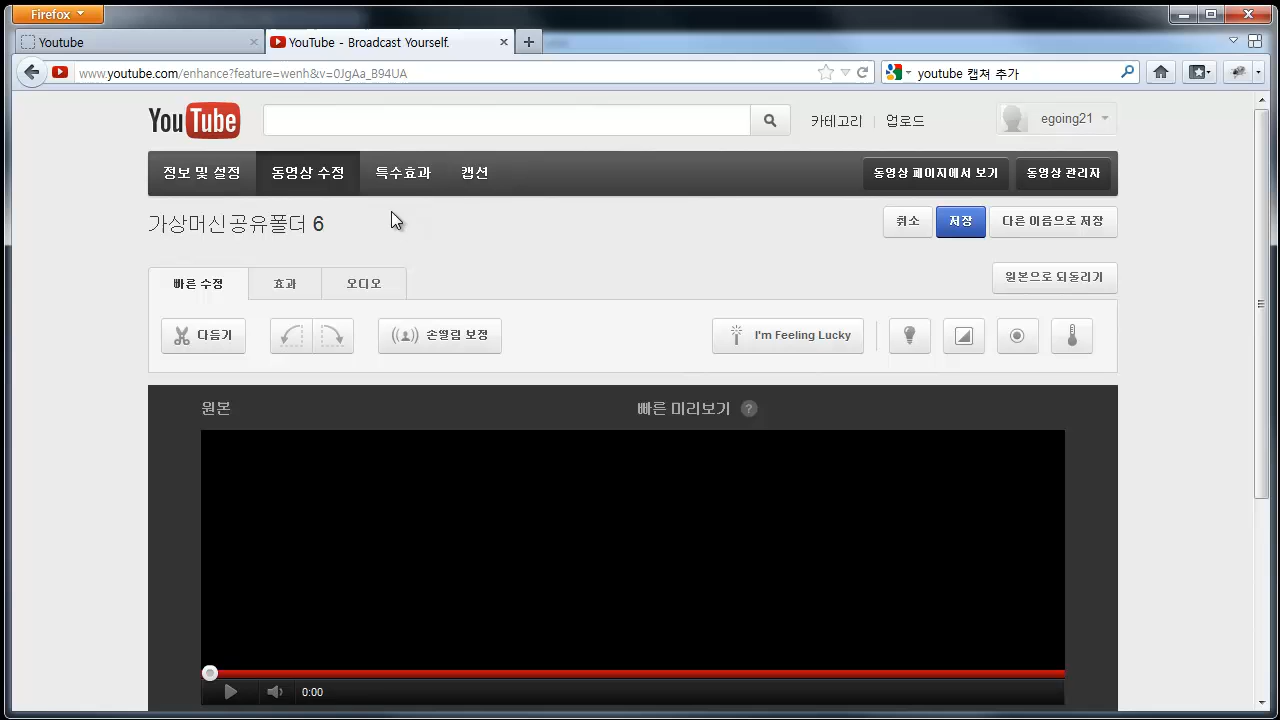 Firefox
Youtube
YouTube - Broadcast Yourself.
www.youtube.com/enhance?feature=wenh&v=0JgAa_B94UA
youtube 캡쳐 추가
YouTube
카테고리 | 업로드
egoing21
정보 및 설정
동영상 수정
특수효과
캡션
동영상 페이지에서 보기
동영상 관리자
가상머신 공유폴더 6
취소
저장
다른 이름으로 저장
빠른 수정
효과
오디오
원본으로 되돌리기
다듬기
손떨림 보정
I'm Feeling Lucky
원본
빠른 미리보기 ?
0:00